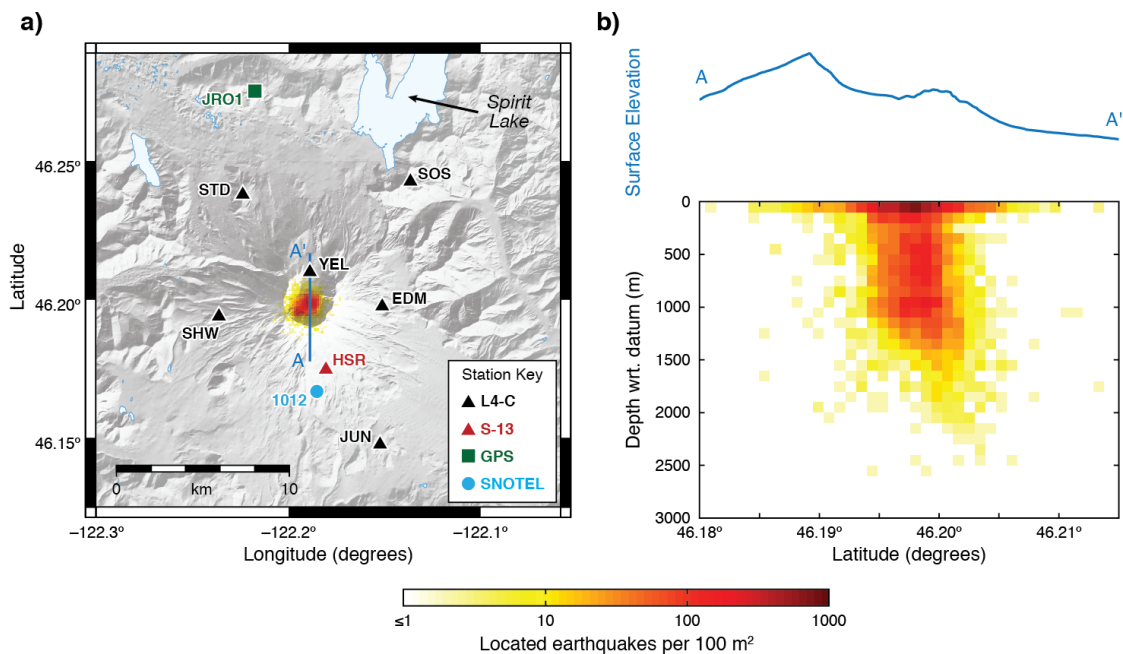 a)
JRO1
Spirit
Lake
46.25°
STD
SOS
A'
YEL
Latitude
46.20°
EDM
SHW
A
HSR
1012
Station Key
L4-C
S-13
GPS
SNOTEL
JUN
46.15°
0
km
10
−122.3°
−122.2°
−122.1°
Longitude (degrees)
b)
Surface Elevation
A
A'
Depth wrt. datum (m)
0
500
1000
1500
2000
2500
3000
46.18°
46.19°
46.20°
46.21°
Latitude (degrees)
≤1
10
100
1000
Located earthquakes per 100 m²